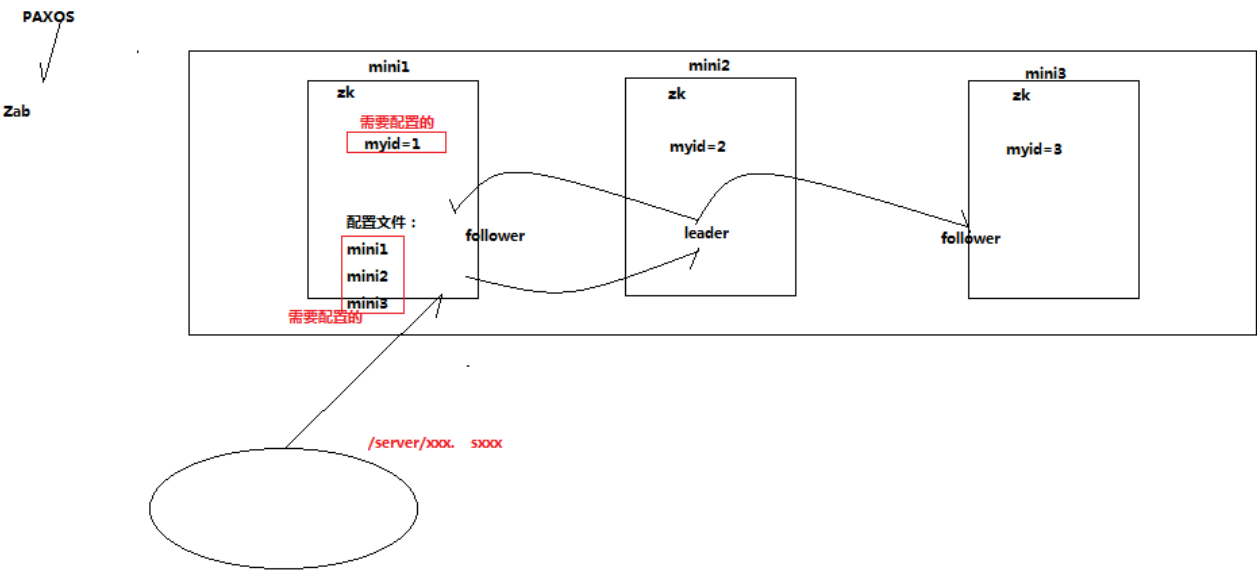 PAXOS
Zab
mini1
zk
需要配置的
myid=1
配置文件：
mini1
mini2
mini3
需要配置的
follower
mini2
zk
myid=2
leader
mini3
zk
myid=3
follower
/server/xxx. sxxx